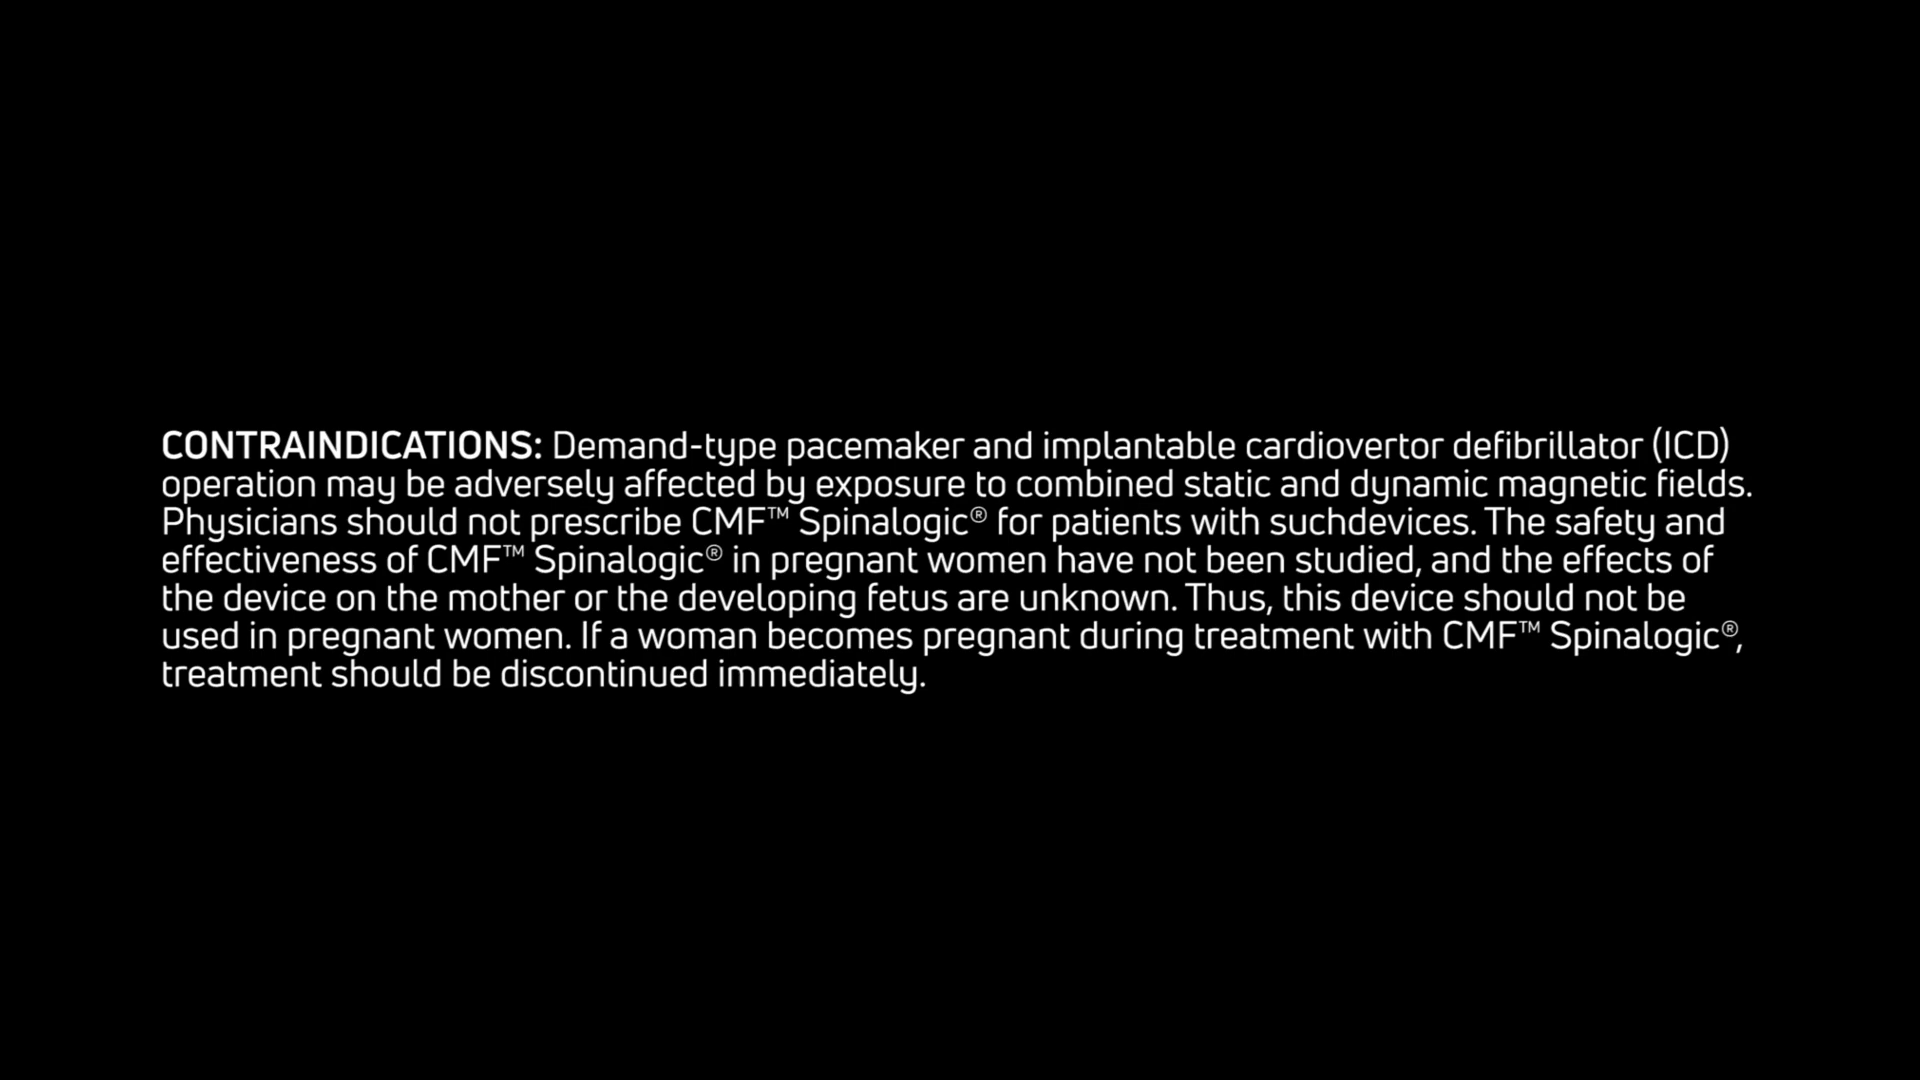 CONTRAINDICATIONS: Demand-type pacemaker and implantable cardiovertor defibrillator (ICD)
operation may be adversely affected by exposure to combined static and dynamic magnetic fields.
Physicians should not prescribe CMF™ Spinalogic® for patients with suchdevices. The safety and
effectiveness of CMF™ Spinalogic® in pregnant women have not been studied, and the effects of
the device on the mother or the developing fetus are unknown. Thus, this device should not be
used in pregnant women. If a woman becomes pregnant during treatment with CMF™ Spinalogic®,
treatment should be discontinued immediately.